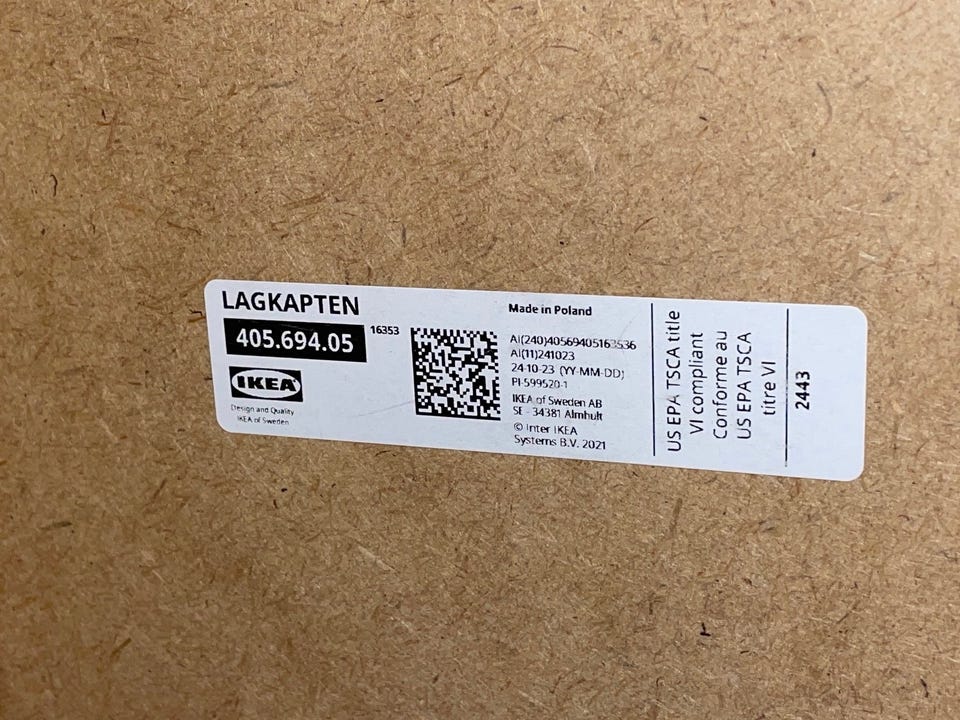 LAGKAPTEN
405.694.05
16353
IKEA
Design and Quality
IKEA of Sweden
Made in Poland
AI(240)40569405163536
AI(11)241023
24-10-23 (YY-MM-DD)
PI-599520-1
IKEA of Sweden AB
SE - 34381 Älmhult
© Inter IKEA
Systems B.V. 2021
US EPA TSCA title
VI compliant
Conforme au
US EPA TSCA
titre VI
2443